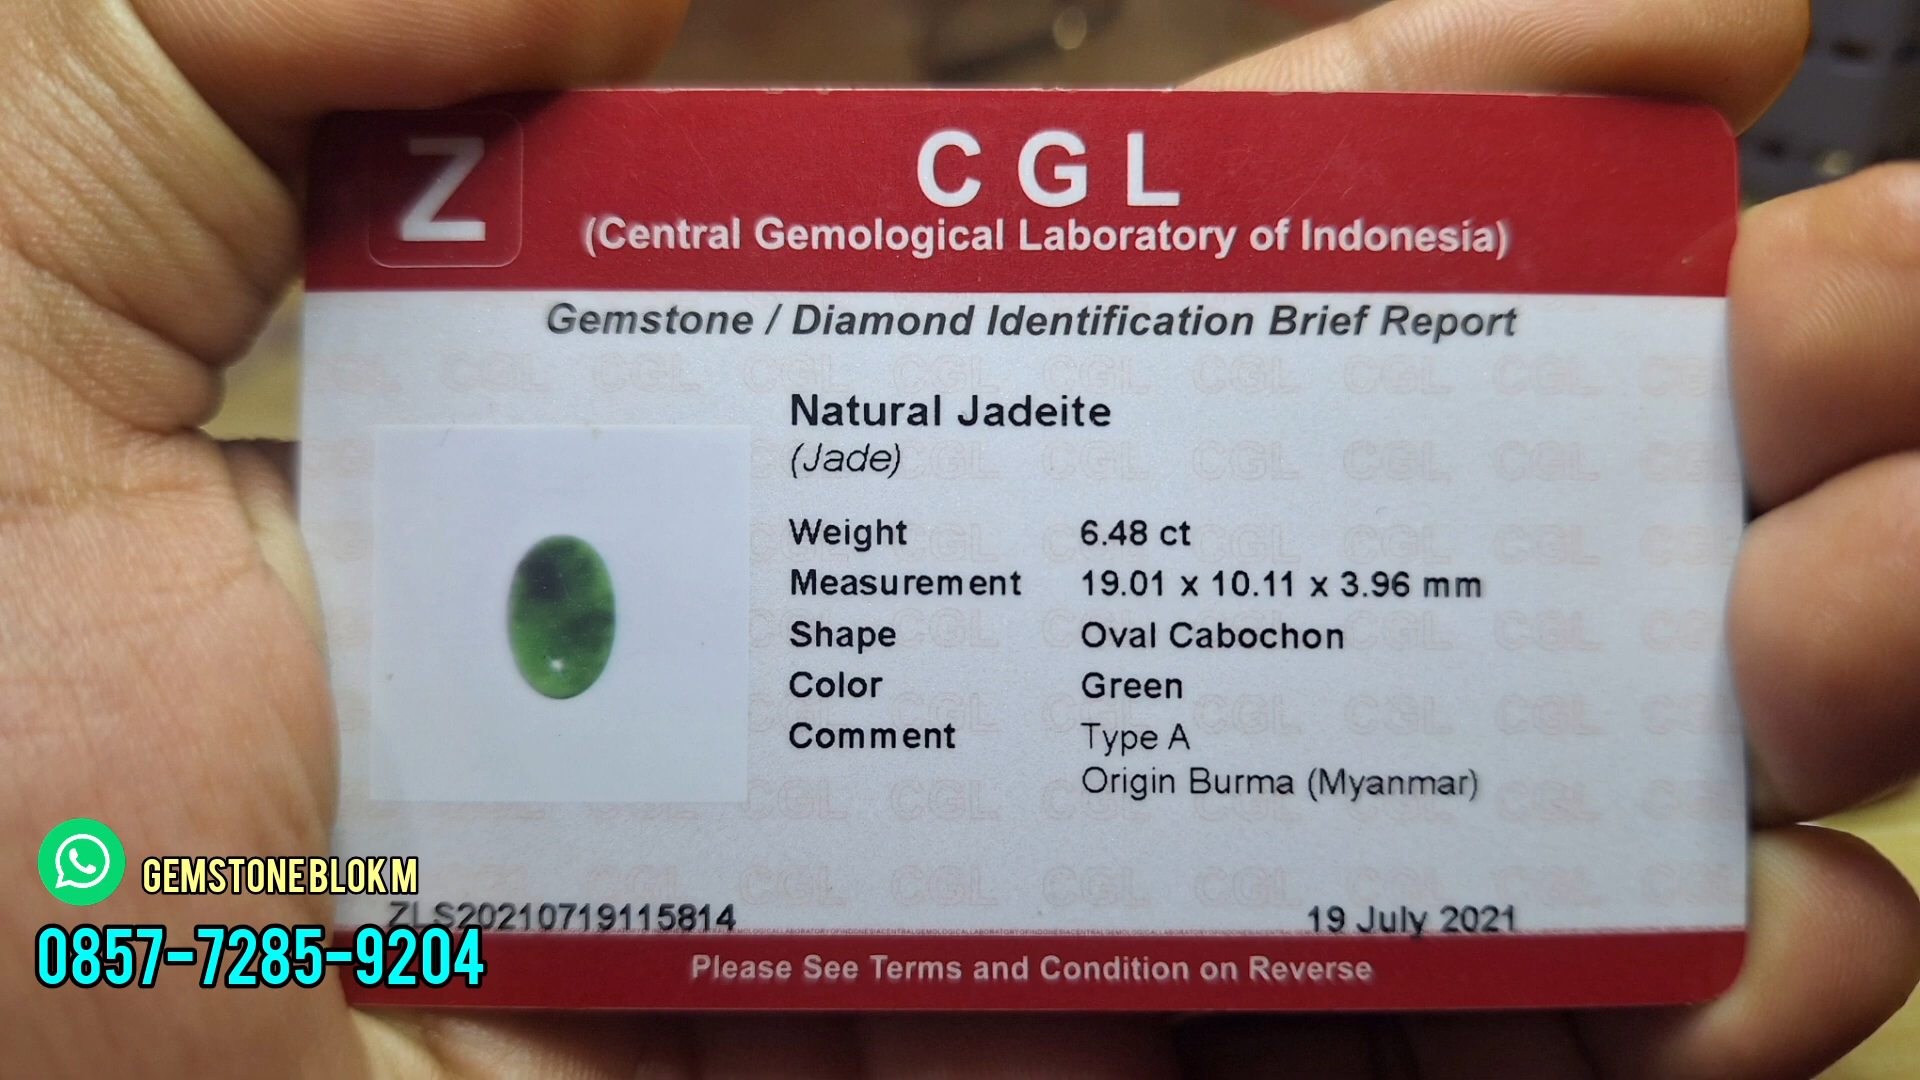 Z
C G L
(Central Gemological Laboratory of Indonesia)
Gemstone / Diamond Identification Brief Report
Natural Jadeite
(Jade)
Weight 6.48 ct
Measurement 19.01 x 10.11 x 3.96 mm
Shape Oval Cabochon
Color Green
Comment Type A
Origin Burma (Myanmar)
GEMSTONE BLOK M
ZLS20210719115814 19 July 2021
0857-7285-9204
Please See Terms and Condition on Reverse